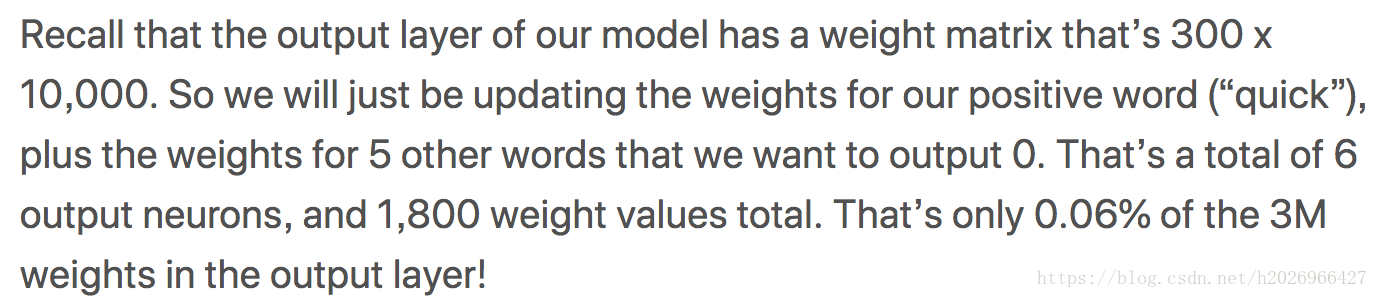 Recall that the output layer of our model has a weight matrix that’s 300 x
10,000. So we will just be updating the weights for our positive word (“quick”),
plus the weights for 5 other words that we want to output 0. That’s a total of 6
output neurons, and 1,800 weight values total. That’s only 0.06% of the 3M
weights in the output layer!
https://blog.csdn.net/h2026966427